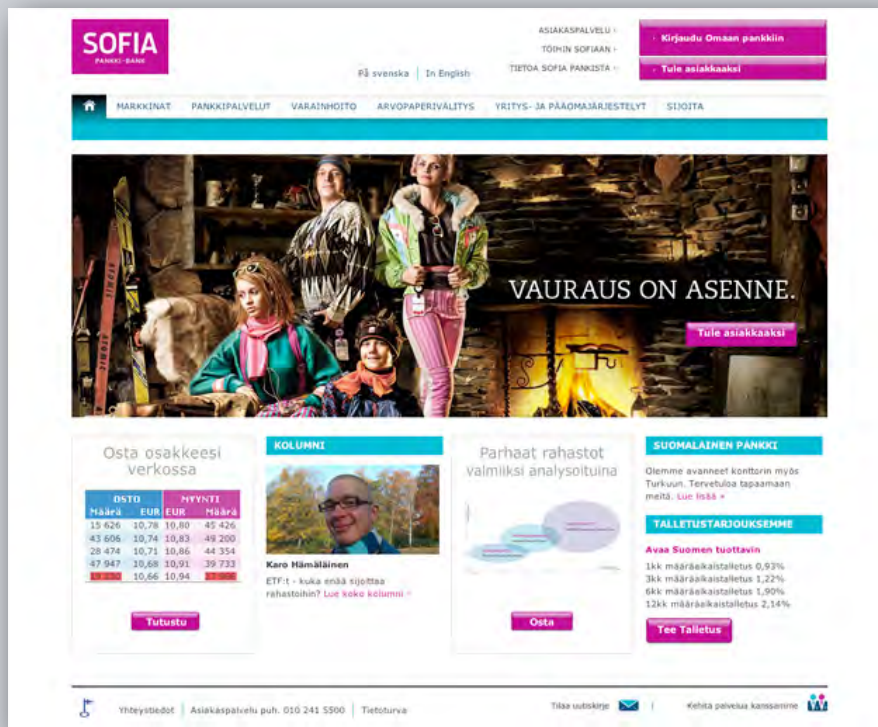 SOFIA
PANKKI-BANK
På svenska | In English
ASIAKASPALVELU ›
TOIMIN SOFIAAN ›
TIETOA SOFIA PANKISTA ›
› Kirjaudu Omaan pankkiin
› Tule asiakkaaksi
MARKKINAT PANKKIPALVELUT VARAINHOITO ARVOPAPERIVÄLITYS YRITYS- JA PÄÄOMAJÄRJESTELYT SIJOITA
ATOMIC
ATOMIC
VAURAUS ON ASENNE.
Tule asiakkaaksi
Osta osakkeesi
verkossa
OSTO MYYNTI
Määrä EUR EUR Määrä
15 626 10,78 10,80 45 426
43 606 10,74 10,83 49 200
28 474 10,71 10,86 44 354
47 947 10,68 10,91 39 733
10,66 10,94
Tutustu
KOLUMNI
Karo Hämäläinen
ETF:t - kuka enää sijoittaa
rahastoihin? Lue koko kolumni »
Parhaat rahastot
valmiiksi analysoituina
Osta
SUOMALAINEN PANKKI
Olemme avanneet konttorin myös
Turkuun. Tervetuloa tapaamaan
meitä. Lue lisää »
TALLETUSTARJOUKSEMME
Avaa Suomen tuottavin
1kk määräaikaistalletus 0,93%
3kk määräaikaistalletus 1,22%
6kk määräaikaistalletus 1,90%
12kk määräaikaistalletus 2,14%
Tee Talletus
Yhteystiedot | Asiakaspalvelu puh. 010 241 5500 | Tietoturva
Tilaa uutiskirje | Kehitä palvelua kanssamme